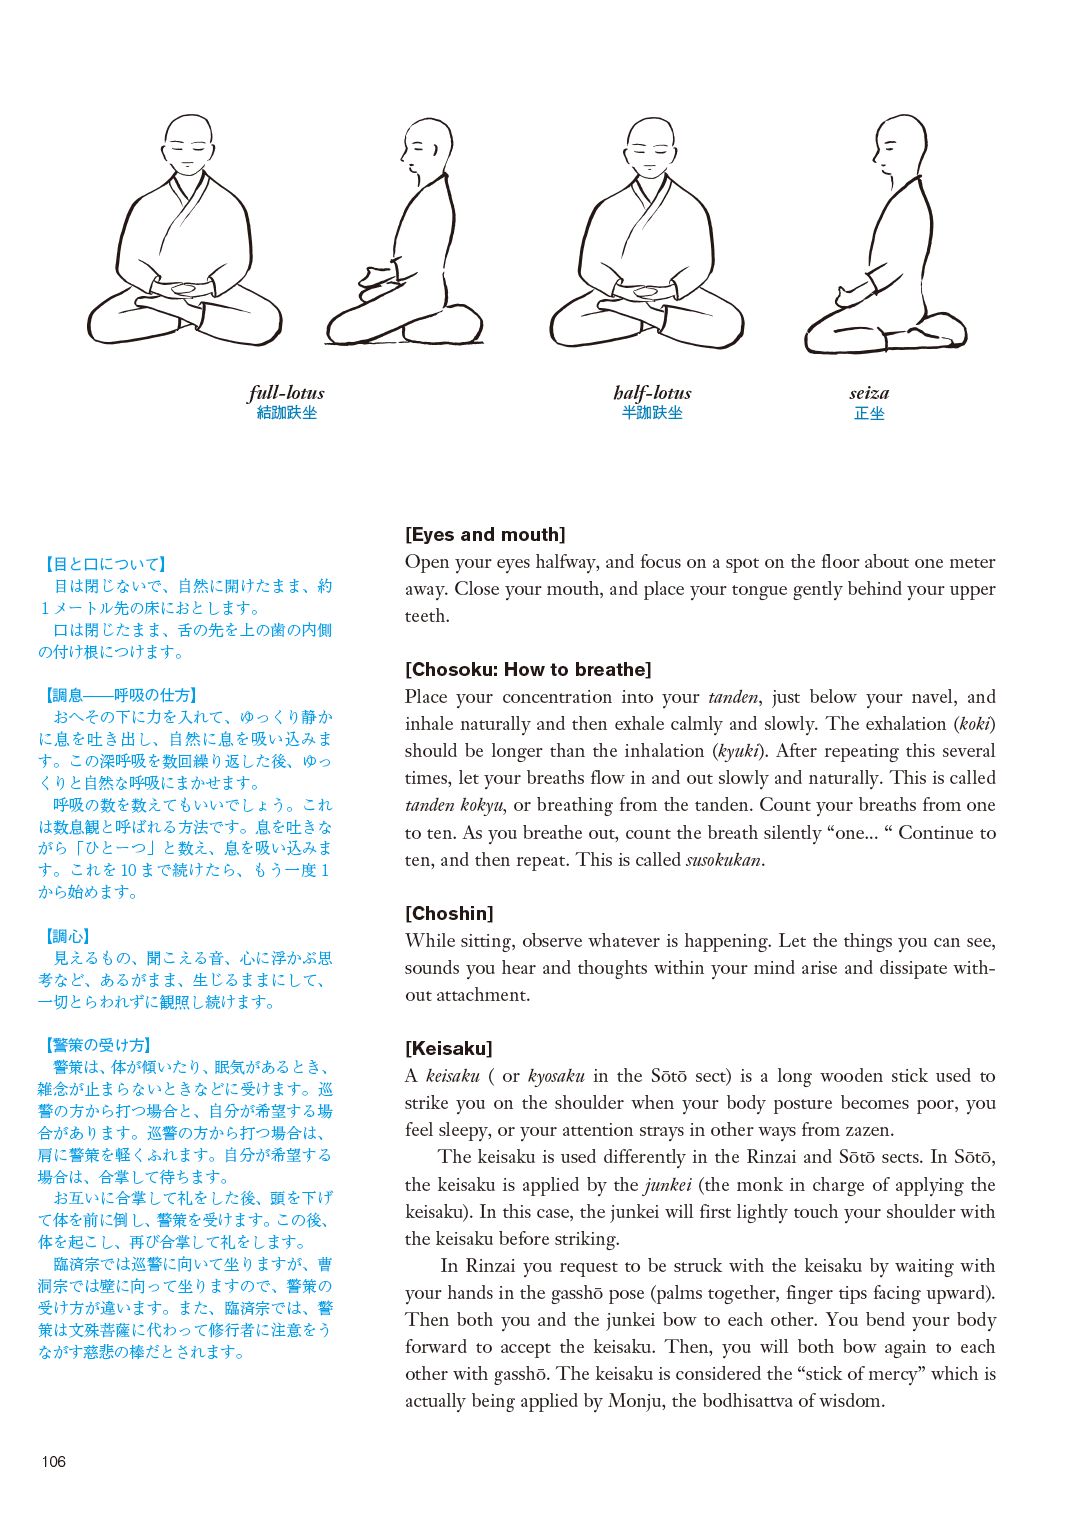 full-lotus
結跏趺坐
half-lotus
半跏趺坐
seiza
正坐
【目と口について】
目は閉じないで、自然に開けたまま、約
１メートル先の床におとします。
口は閉じたまま、舌の先を上の歯の内側
の付け根につけます。
【調息――呼吸の仕方】
おへその下に力を入れて、ゆっくり静か
に息を吐き出し、自然に息を吸い込みま
す。この深呼吸を数回繰り返した後、ゆっ
くりと自然な呼吸にまかせます。
呼吸の数を数えてもいいでしょう。これ
は数息観と呼ばれる方法です。息を吐きな
がら「ひと一つ」と数え、息を吸い込みま
す。これを10まで続けたら、もう一度１
から始めます。
【調心】
見えるもの、聞こえる音、心に浮かぶ思
考など、あるがまま、生じるままにして、
一切とらわれずに観照し続けます。
【警策の受け方】
警策は、体が傾いたり、眠気があるとき、
雑念が止まらないときなどに受けます。巡
警の方から打つ場合と、自分が希望する場
合があります。巡警の方から打つ場合は、
肩に警策を軽くふれます。自分が希望する
場合は、合掌して待ちます。
お互いに合掌して礼をした後、頭を下げ
て体を前に倒し、警策を受けます。この後、
体を起こし、再び合掌して礼をします。
臨済宗では巡警に向いて坐りますが、曹
洞宗では壁に向って坐りますので、警策の
受け方が違います。また、臨済宗では、警
策は文殊菩薩に代わって修行者に注意をう
ながす慈悲の棒だとされます。
[Eyes and mouth]
Open your eyes halfway, and focus on a spot on the floor about one meter
away. Close your mouth, and place your tongue gently behind your upper
teeth.
[Chosoku: How to breathe]
Place your concentration into your tanden, just below your navel, and
inhale naturally and then exhale calmly and slowly. The exhalation (koki)
should be longer than the inhalation (kyuki). After repeating this several
times, let your breaths flow in and out slowly and naturally. This is called
tanden kokyu, or breathing from the tanden. Count your breaths from one
to ten. As you breathe out, count the breath silently “one... “ Continue to
ten, and then repeat. This is called susokukan.
[Choshin]
While sitting, observe whatever is happening. Let the things you can see,
sounds you hear and thoughts within your mind arise and dissipate with-
out attachment.
[Keisaku]
A keisaku ( or kyosaku in the Sōtō sect) is a long wooden stick used to
strike you on the shoulder when your body posture becomes poor, you
feel sleepy, or your attention strays in other ways from zazen.
The keisaku is used differently in the Rinzai and Sōtō sects. In Sōtō,
the keisaku is applied by the junkei (the monk in charge of applying the
keisaku). In this case, the junkei will first lightly touch your shoulder with
the keisaku before striking.
In Rinzai you request to be struck with the keisaku by waiting with
your hands in the gasshō pose (palms together, finger tips facing upward).
Then both you and the junkei bow to each other. You bend your body
forward to accept the keisaku. Then, you will both bow again to each
other with gasshō. The keisaku is considered the “stick of mercy” which is
actually being applied by Monju, the bodhisattva of wisdom.
106